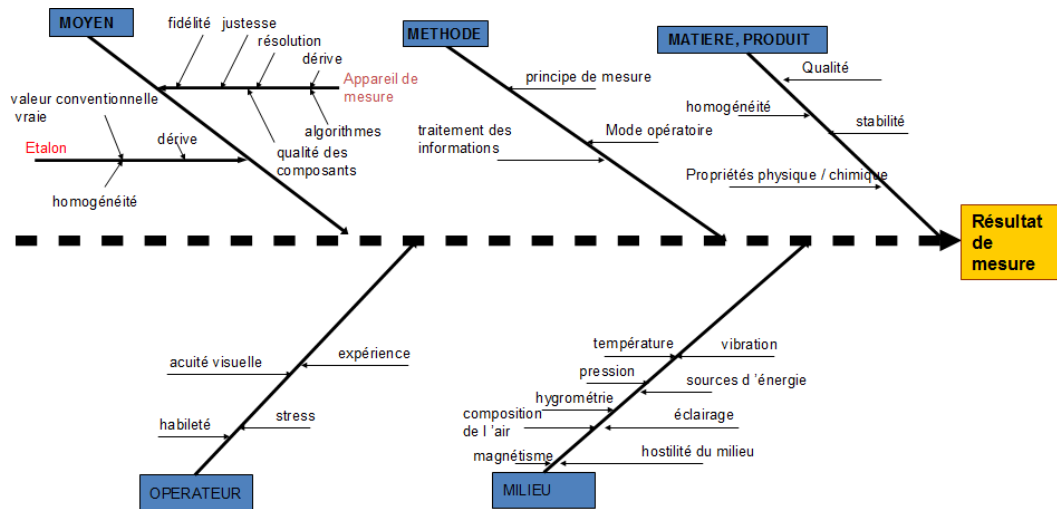 MOYEN
fidélité
justesse
résolution
dérive
Appareil de
mesure
valeur conventionnelle
vraie
algorithmes
Etalon
dérive
qualité des
composants
homogénéité
METHODE
principe de mesure
traitement des
informations
Mode opératoire
MATIERE, PRODUIT
Qualité
homogénéité
stabilité
Propriétés physique / chimique
Résultat
de
mesure
acuité visuelle
expérience
habileté
stress
OPERATEUR
température
vibration
pression
sources d 'énergie
hygrométrie
composition
de l 'air
éclairage
magnétisme
hostilité du milieu
MILIEU